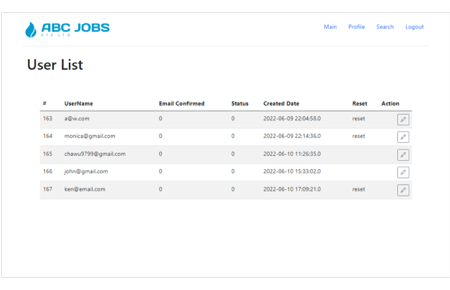 ABC JOBS
PTE LTD
Main Profile Search Logout
User List
# UserName Email Confirmed Status Created Date Reset Action
163 a@w.com 0 0 2022-06-09 22:04:58.0 reset
164 monica@gmail.com 0 0 2022-06-09 22:14:36.0 reset
165 chawu9799@gmail.com 0 0 2022-06-10 11:26:35.0
166 john@gmail.com 0 0 2022-06-10 15:33:02.0
167 ken@email.com 0 0 2022-06-10 17:09:21.0 reset